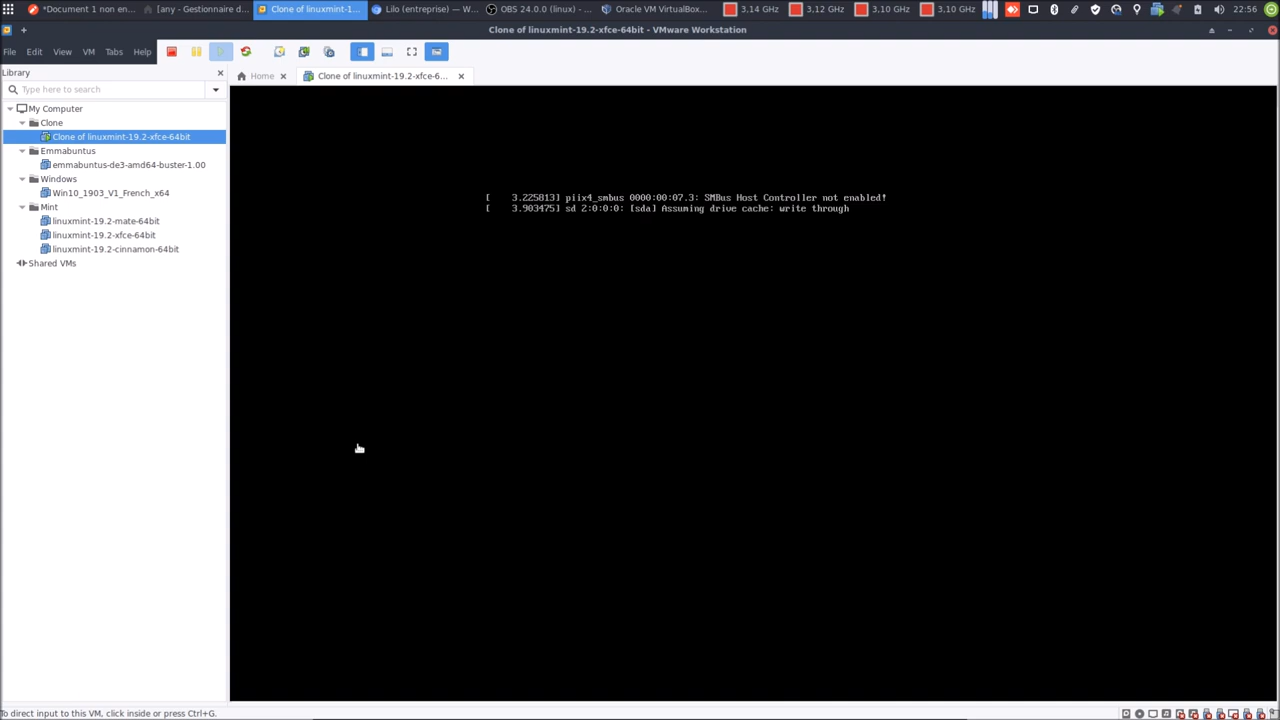 *Document 1 non en...
[any - Gestionnaire d...
Clone of linuxmint-1...
Lilo (entreprise) — W...
OBS 24.0.0 (linux) - ...
Oracle VM VirtualBox...
3,14 GHz
3,12 GHz
3,10 GHz
3,10 GHz
22:56
Clone of linuxmint-19.2-xfce-64bit - VMware Workstation
File Edit View VM Tabs Help
Library
Home
Clone of linuxmint-19.2-xfce-6...
Type here to search
My Computer
Clone
Clone of linuxmint-19.2-xfce-64bit
Emmabuntus
emmabuntus-de3-amd64-buster-1.00
Windows
Win10_1903_V1_French_x64
Mint
linuxmint-19.2-mate-64bit
linuxmint-19.2-xfce-64bit
linuxmint-19.2-cinnamon-64bit
Shared VMs
[    3.225813] piix4_smbus 0000:00:07.3: SMBus Host Controller not enabled!
[    3.903475] sd 2:0:0:0: [sda] Assuming drive cache: write through
To direct input to this VM, click inside or press Ctrl+G.